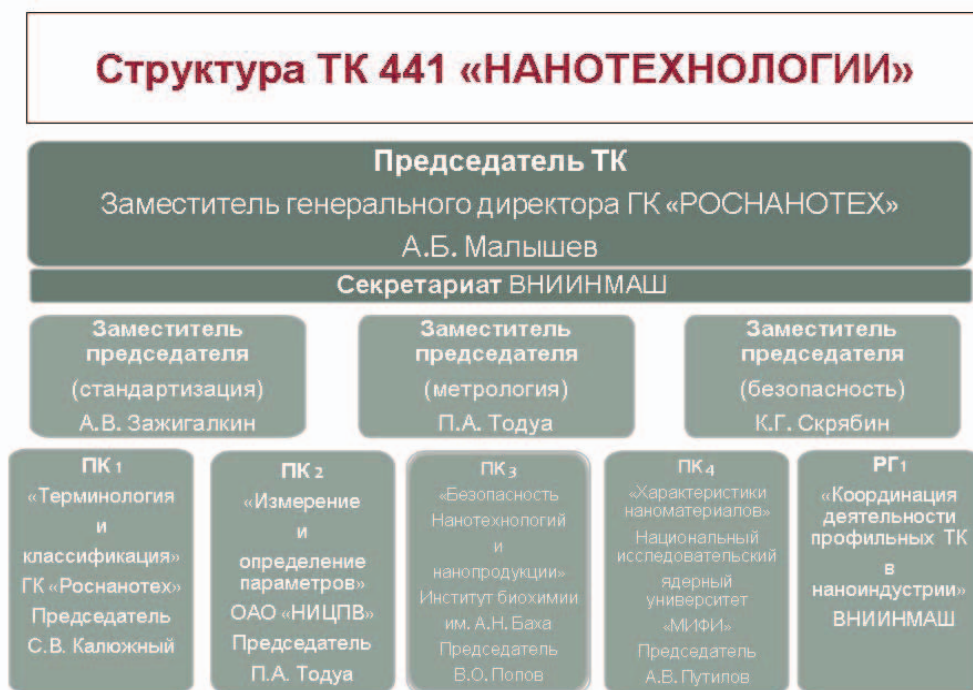 Структура ТК 441 «НАНОТЕХНОЛОГИИ»
Председатель ТК
Заместитель генерального директора ГК «РОСНАНОТЕХ»
А.Б. Малышев
Секретариат ВНИИНМАШ
Заместитель
председателя
(стандартизация)
А.В. Зажигалкин
Заместитель
председателя
(метрология)
П.А. Тодуа
Заместитель
председателя
(безопасность)
К.Г. Скрябин
ПК 1
«Терминология
и
классификация»
ГК «Роснанотех»
Председатель
С.В. Калюжный
ПК 2
«Измерение
и
определение
параметров»
ОАО «НИЦПВ»
Председатель
П.А. Тодуа
ПК 3
«Безопасность
Нанотехнологий
и
нанопродукции»
Институт биохимии
им. А.Н. Баха
Председатель
В.О. Попов
ПК 4
«Характеристики
наноматериалов»
Национальный
исследовательский
ядерный
университет
«МИФИ»
Председатель
А.В. Путилов
РГ1
«Координация
деятельности
профильных ТК
в
наноиндустрии»
ВНИИНМАШ